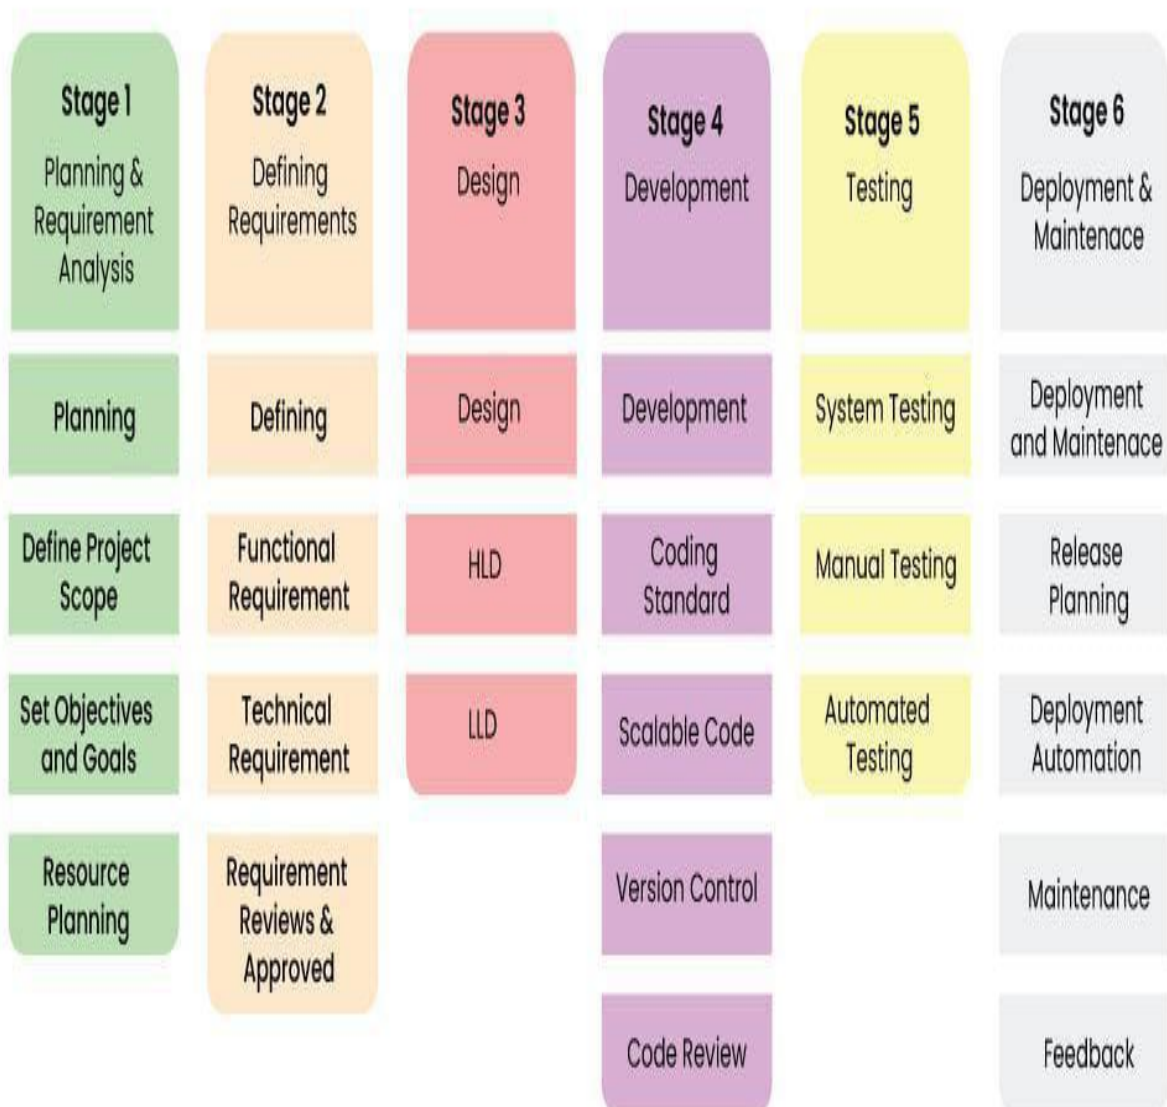 Stage 1
Planning &
Requirement
Analysis
Planning
Define Project
Scope
Set Objectives
and Goals
Resource
Planning
Stage 2
Defining
Requirements
Defining
Functional
Requirement
Technical
Requirement
Requirement
Reviews &
Approved
Stage 3
Design
Design
HLD
LLD
Stage 4
Development
Development
Coding
Standard
Scalable Code
Version Control
Code Review
Stage 5
Testing
System Testing
Manual Testing
Automated
Testing
Stage 6
Deployment &
Maintenace
Deployment
and Maintenace
Release
Planning
Deployment
Automation
Maintenance
Feedback